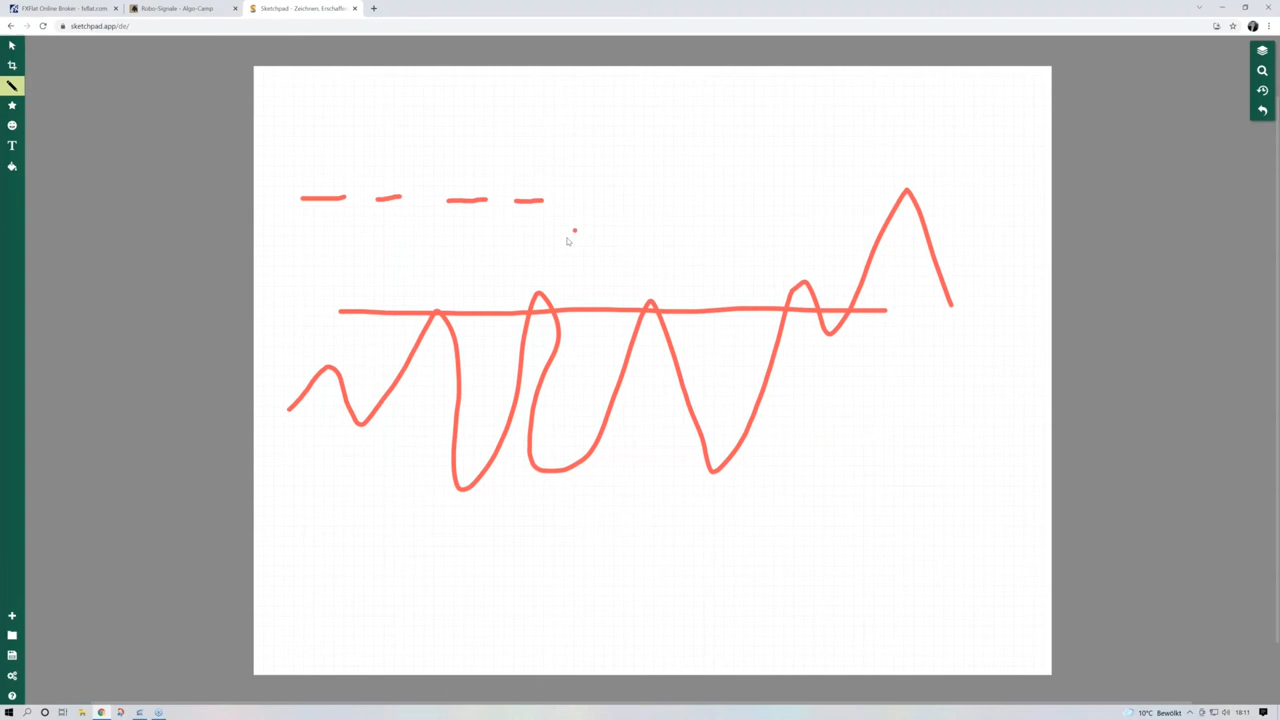 FXFlat Online Broker - fxflat.com
Robo-Signale - Algo-Camp
Sketchpad - Zeichnen, Erschaffe
sketchpad.app/de/
T
10°C Bewölkt
18:11